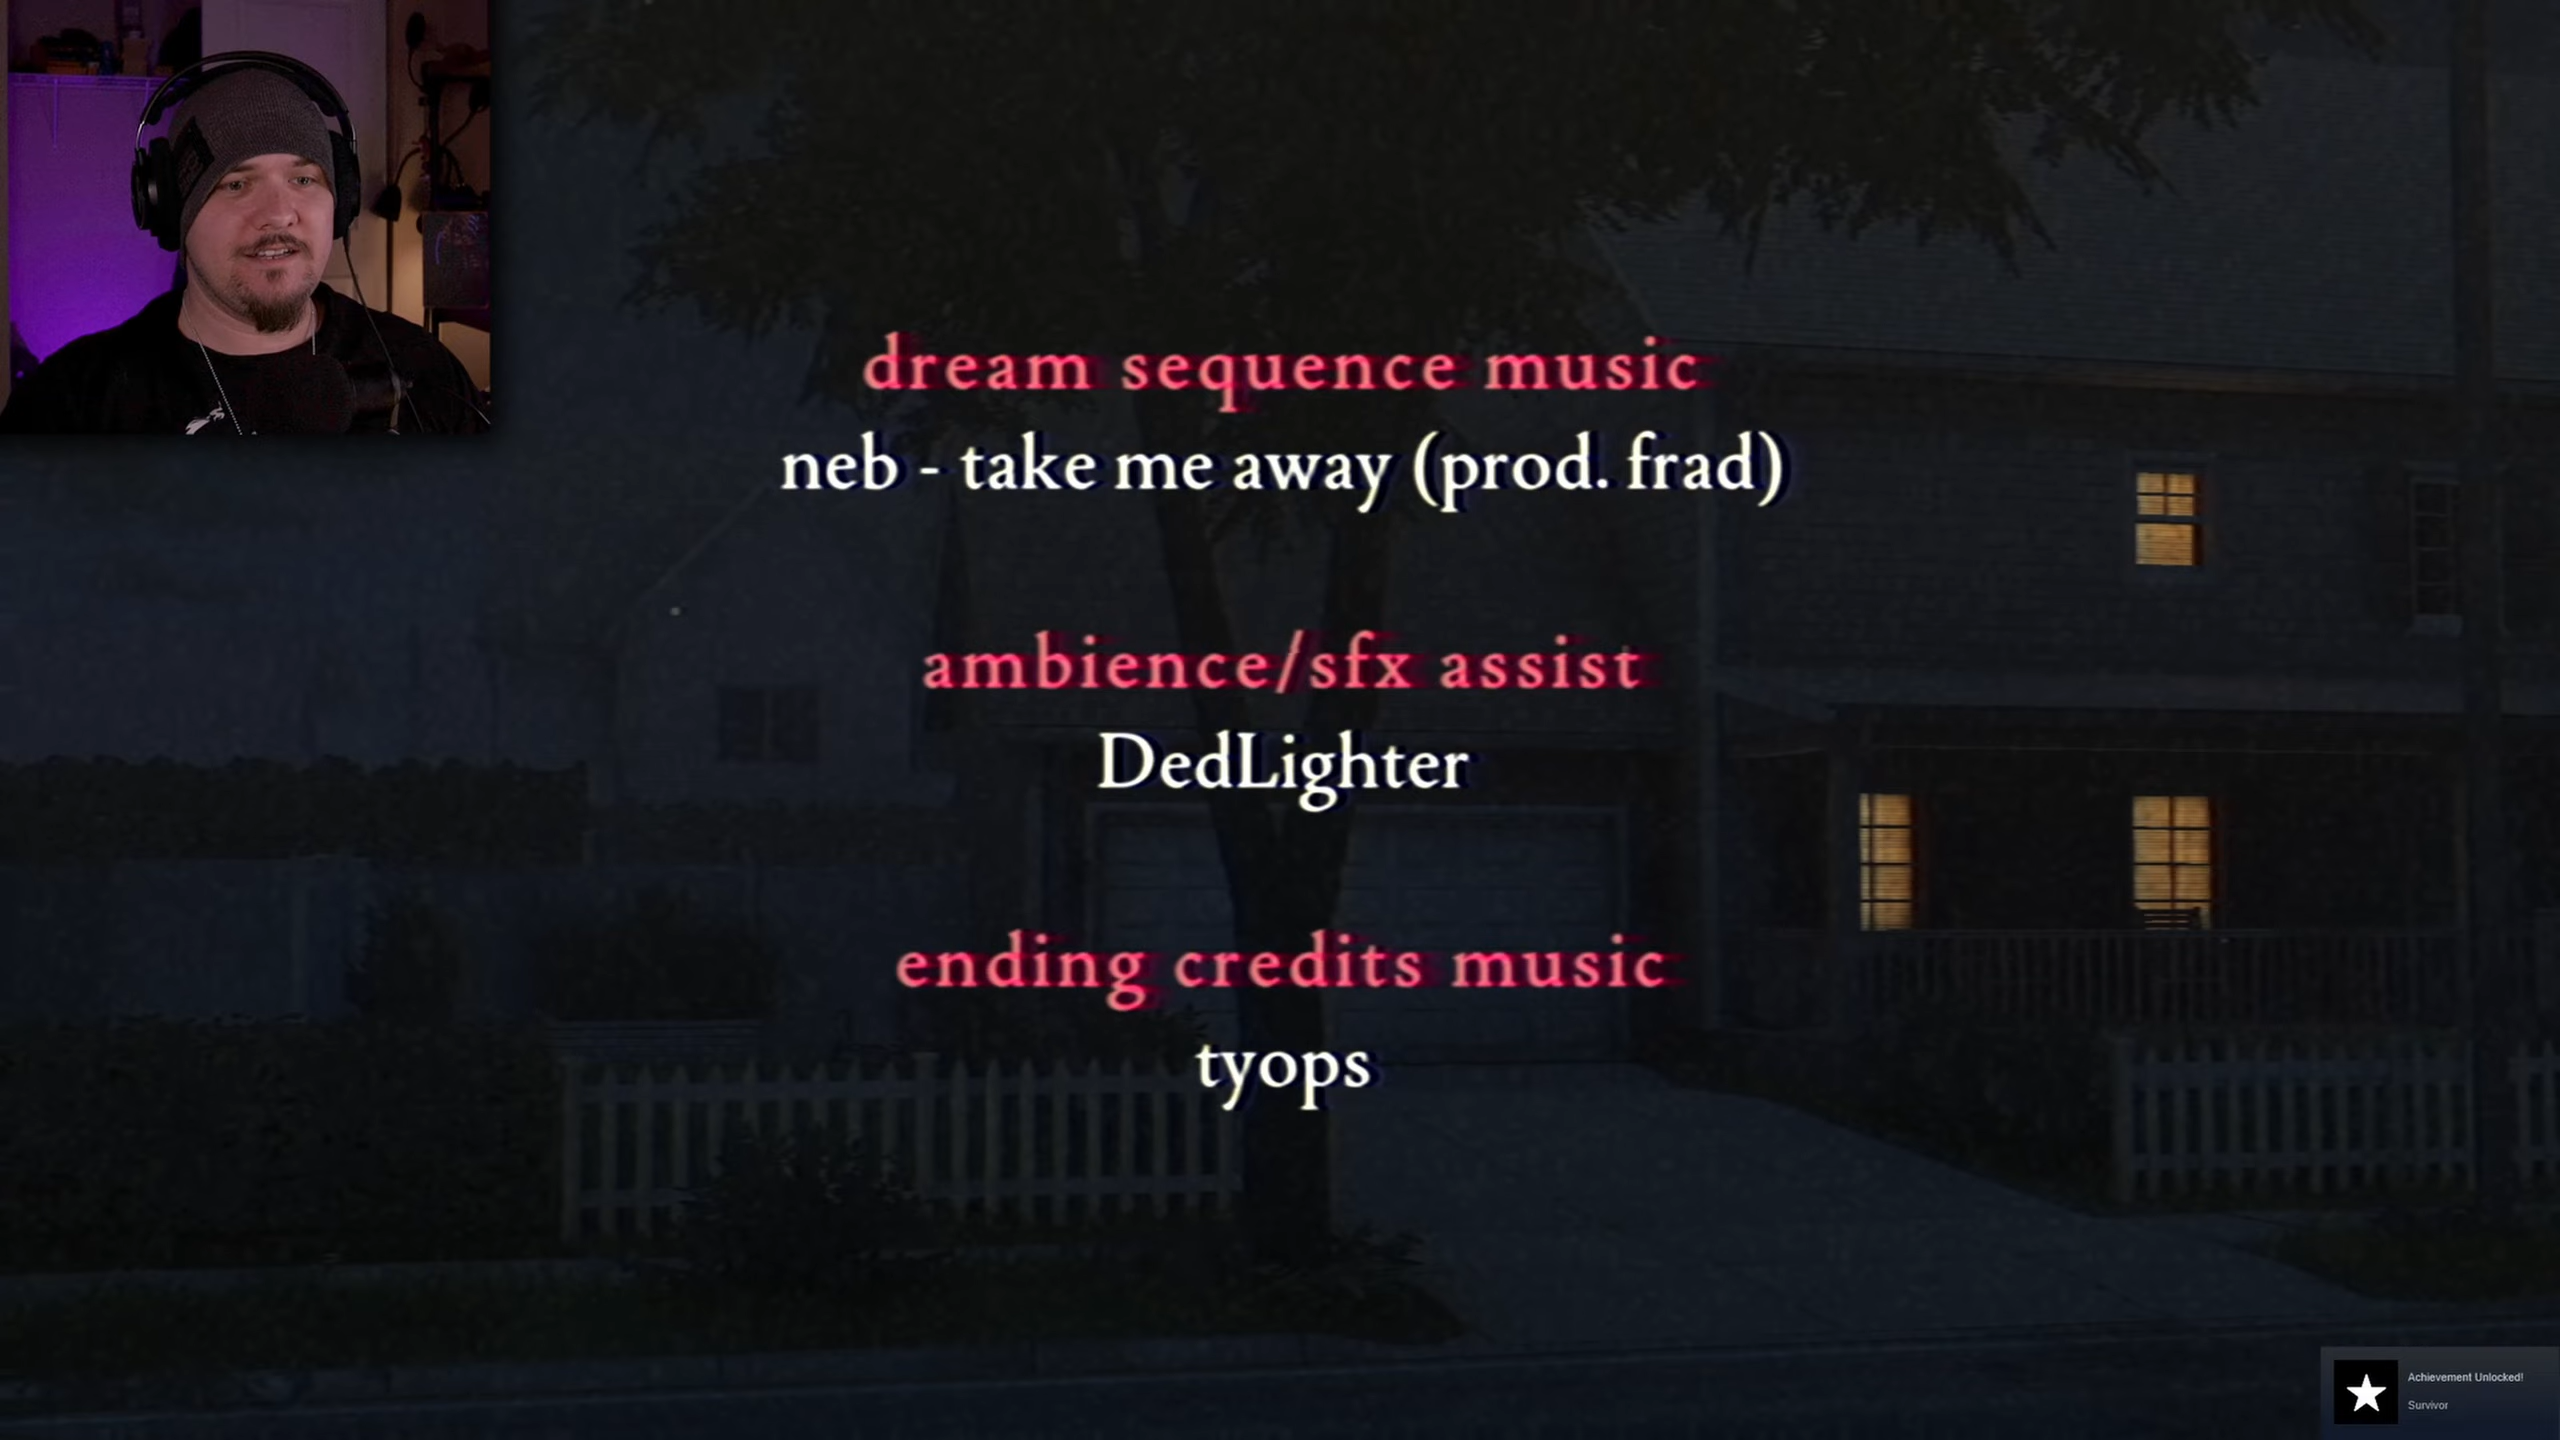 dream sequence music
neb - take me away (prod. frad)
ambience/sfx assist
DedLighter
ending credits music
tyops
Achievement Unlocked!
Survivor